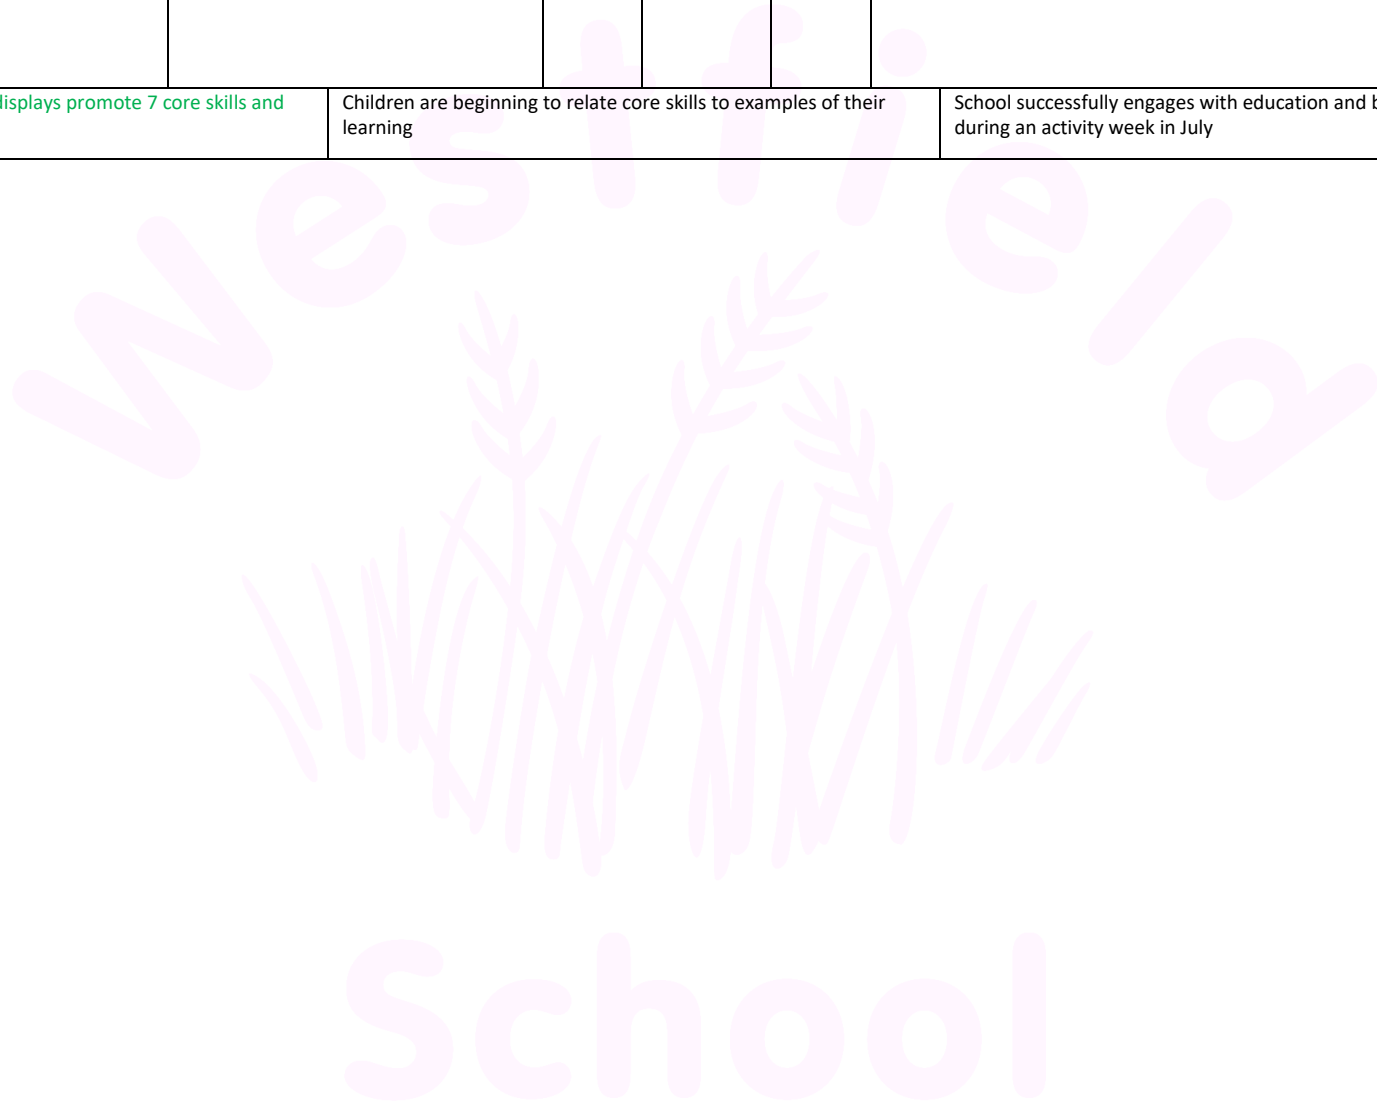 displays promote 7 core skills and
Children are beginning to relate core skills to examples of their
learning
School successfully engages with education and
during an activity week in July
Westfield
School